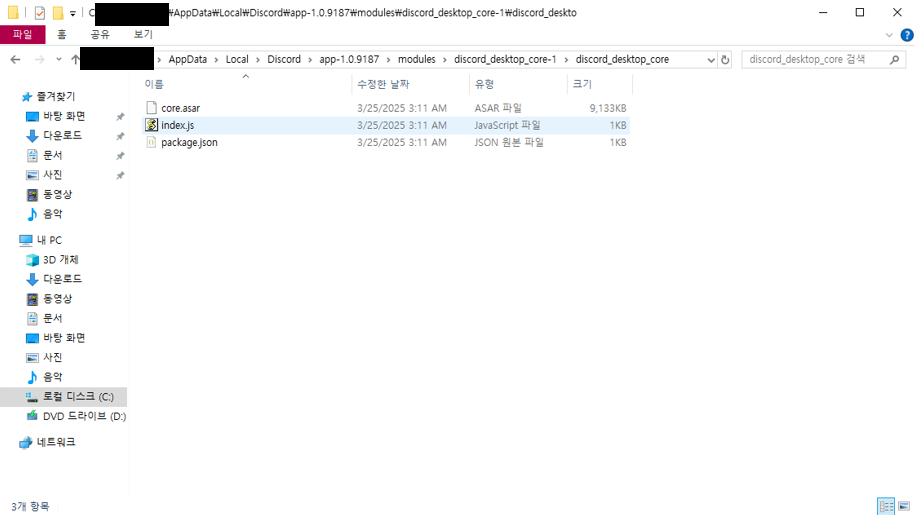 C ₩AppData₩Local₩Discord₩app-1.0.9187₩modules₩discord_desktop_core-1₩discord_deskto
파일 홈 공유 보기
AppData > Local > Discord > app-1.0.9187 > modules > discord_desktop_core-1 > discord_desktop_core
discord_desktop_core 검색
이름 수정한 날짜 유형 크기
core.asar 3/25/2025 3:11 AM ASAR 파일 9,133KB
index.js 3/25/2025 3:11 AM JavaScript 파일 1KB
package.json 3/25/2025 3:11 AM JSON 원본 파일 1KB
즐겨찾기
바탕 화면
다운로드
문서
사진
동영상
음악
내 PC
3D 개체
다운로드
동영상
문서
바탕 화면
사진
음악
로컬 디스크 (C:)
DVD 드라이브 (D:)
네트워크
3개 항목